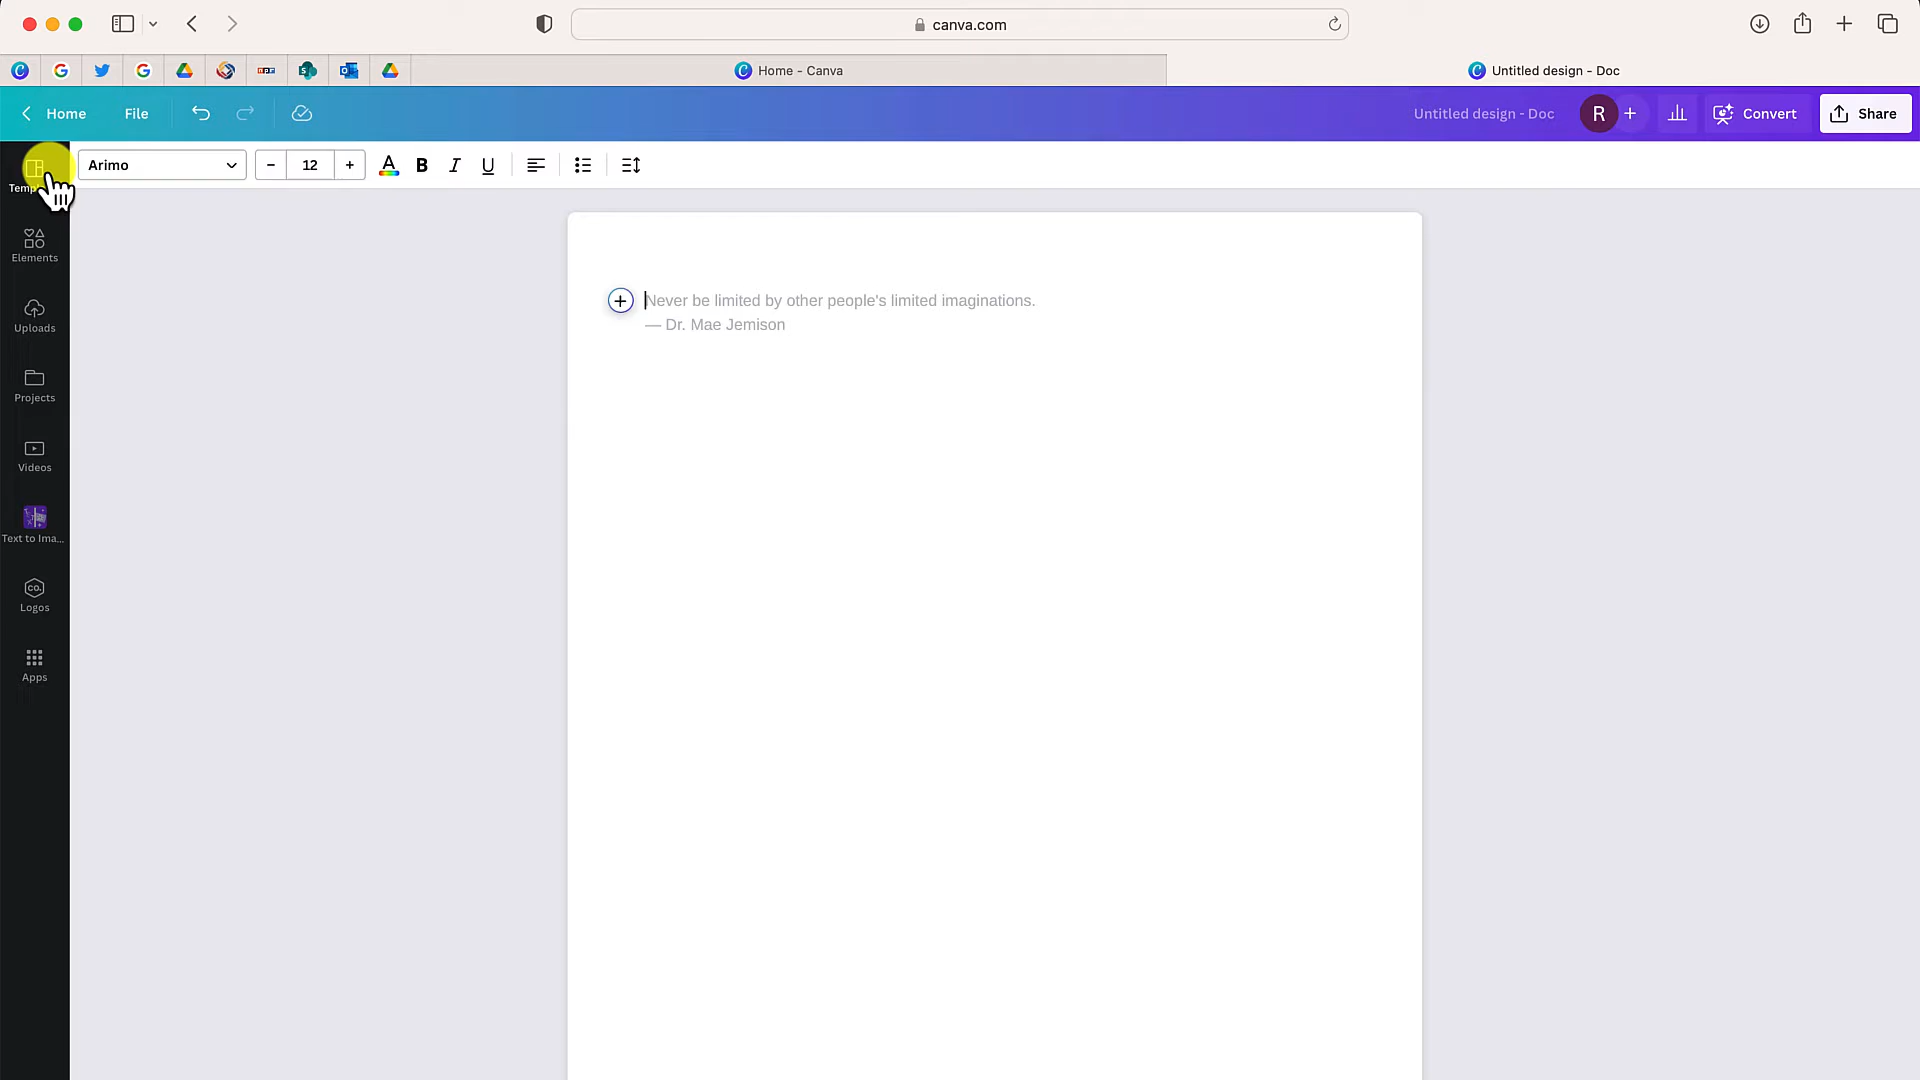 canva.com
Home - Canva
Untitled design - Doc
Home
File
Untitled design - Doc
R
Convert
Share
Arimo
12
A
B
I
U
Elements
Uploads
Projects
Videos
Text to Ima...
CO.
Logos
Apps
Never be limited by other people's limited imaginations.
— Dr. Mae Jemison